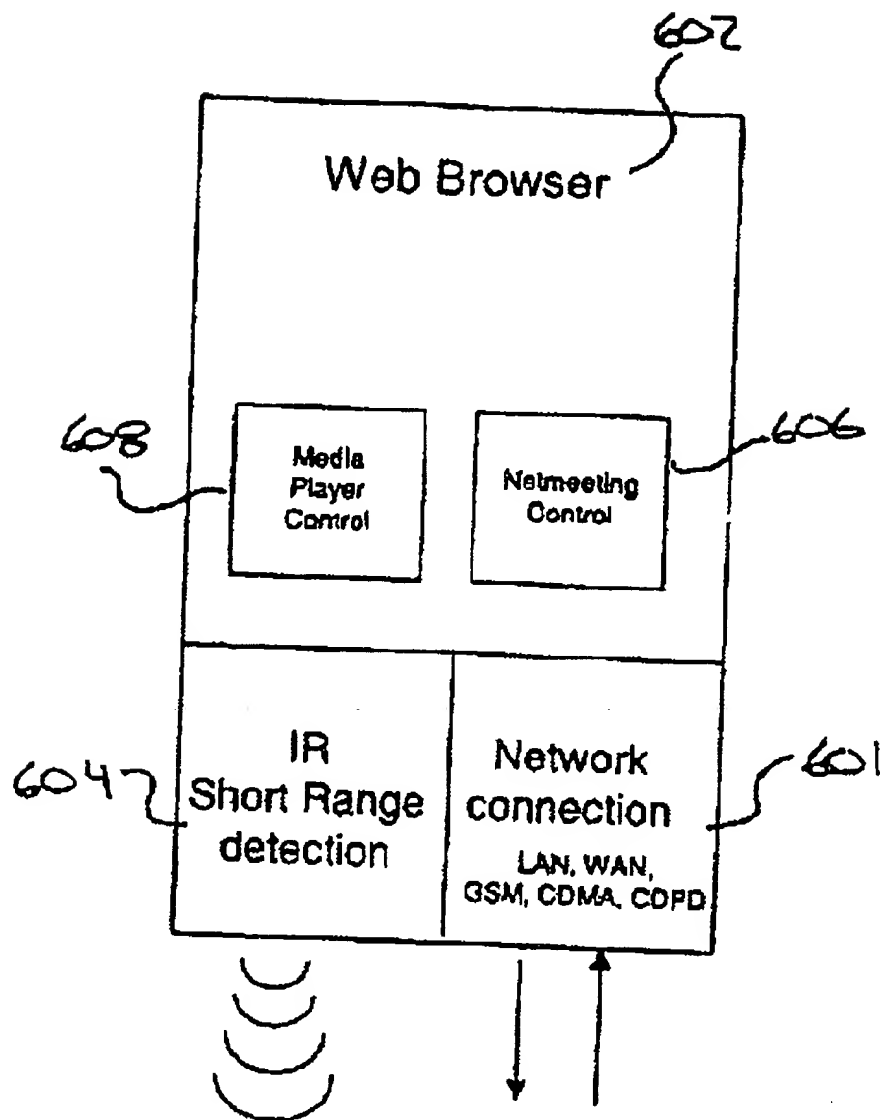 602
Web Browser
608
Media
Player
Control
Netmeeting
Control
606
604
IR
Short Range
detection
Network
connection
LAN, WAN,
GSM, CDMA, CDPD
601